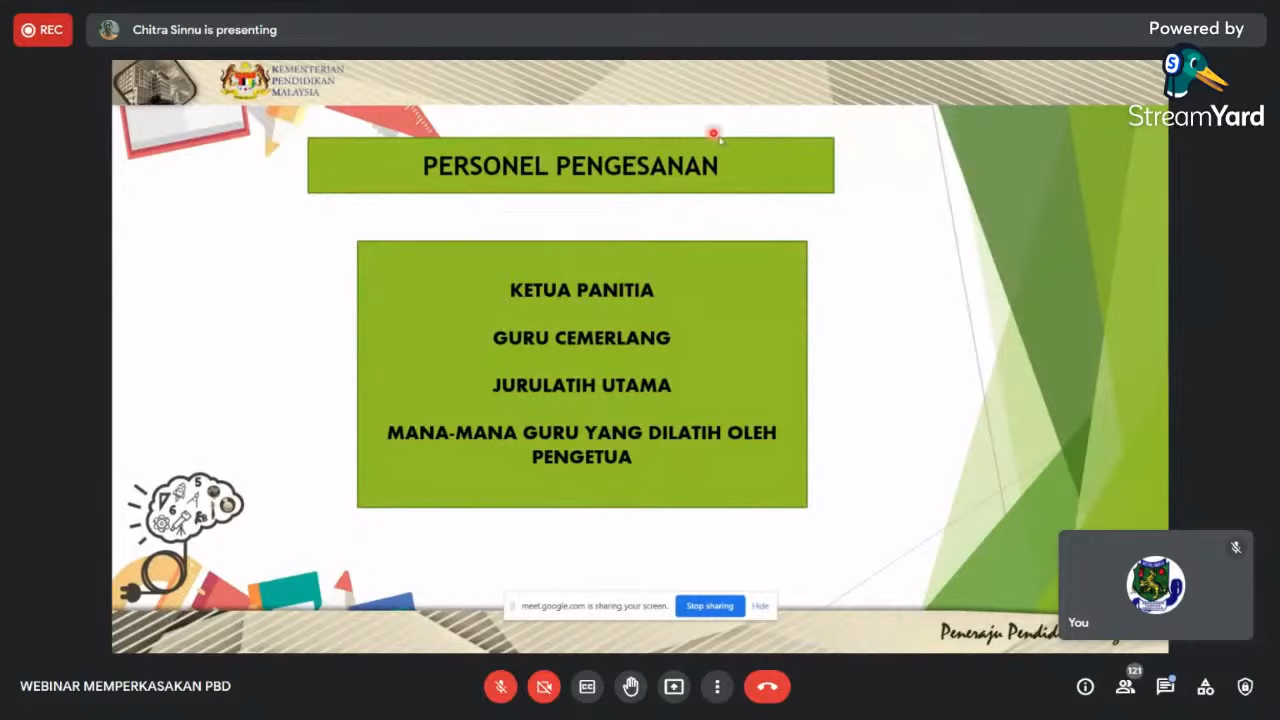 REC
Chitra Sinnu is presenting
Powered by
StreamYard
KEMENTERIAN
PENDIDIKAN
MALAYSIA
PERSONEL PENGESANAN
KETUA PANITIA
GURU CEMERLANG
JURULATIH UTAMA
MANA-MANA GURU YANG DILATIH OLEH
PENGETUA
meet.google.com is sharing your screen.
Stop sharing
Hide
Peneraju
You
WEBINAR MEMPERKASAKAN PBD
121